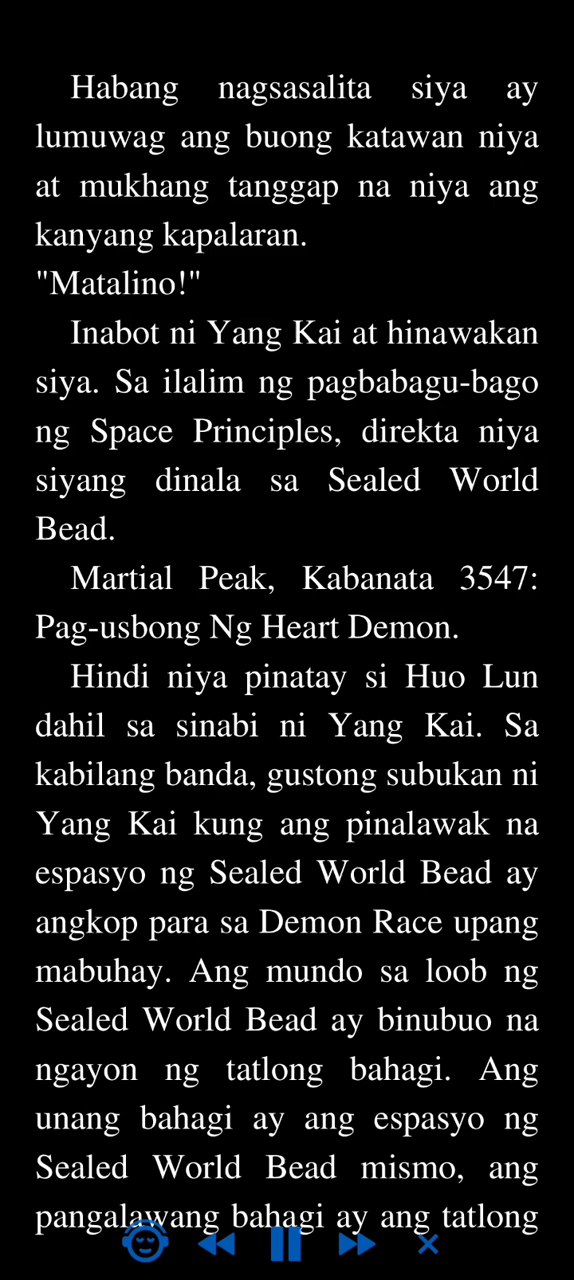 Habang nagsasalita siya ay
lumuwag ang buong katawan niya
at mukhang tanggap na niya ang
kanyang kapalaran.
"Matalino!"
Inabot ni Yang Kai at hinawakan
siya. Sa ilalim ng pagbabagu-bago
ng Space Principles, direkta niya
siyang dinala sa Sealed World
Bead.
Martial Peak, Kabanata 3547:
Pag-usbong Ng Heart Demon.
Hindi niya pinatay si Huo Lun
dahil sa sinabi ni Yang Kai. Sa
kabilang banda, gustong subukan ni
Yang Kai kung ang pinalawak na
espasyo ng Sealed World Bead ay
angkop para sa Demon Race upang
mabuhay. Ang mundo sa loob ng
Sealed World Bead ay binubuo na
ngayon ng tatlong bahagi. Ang
unang bahagi ay ang espasyo ng
Sealed World Bead mismo, ang
pangalawang bahagi ay ang tatlong